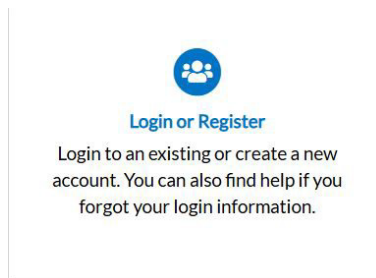 Login or Register
Login to an existing or create a new
account. You can also find help if you
forgot your login information.